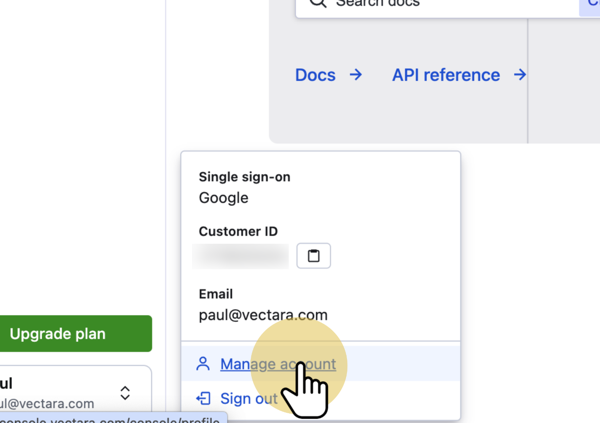 Search docs
Docs → API reference →
Single sign-on
Google
Customer ID
Email
paul@vectara.com
Upgrade plan
Manage account
ul
Sign out
ul@vectara.com
console.vectara.com/console/profile